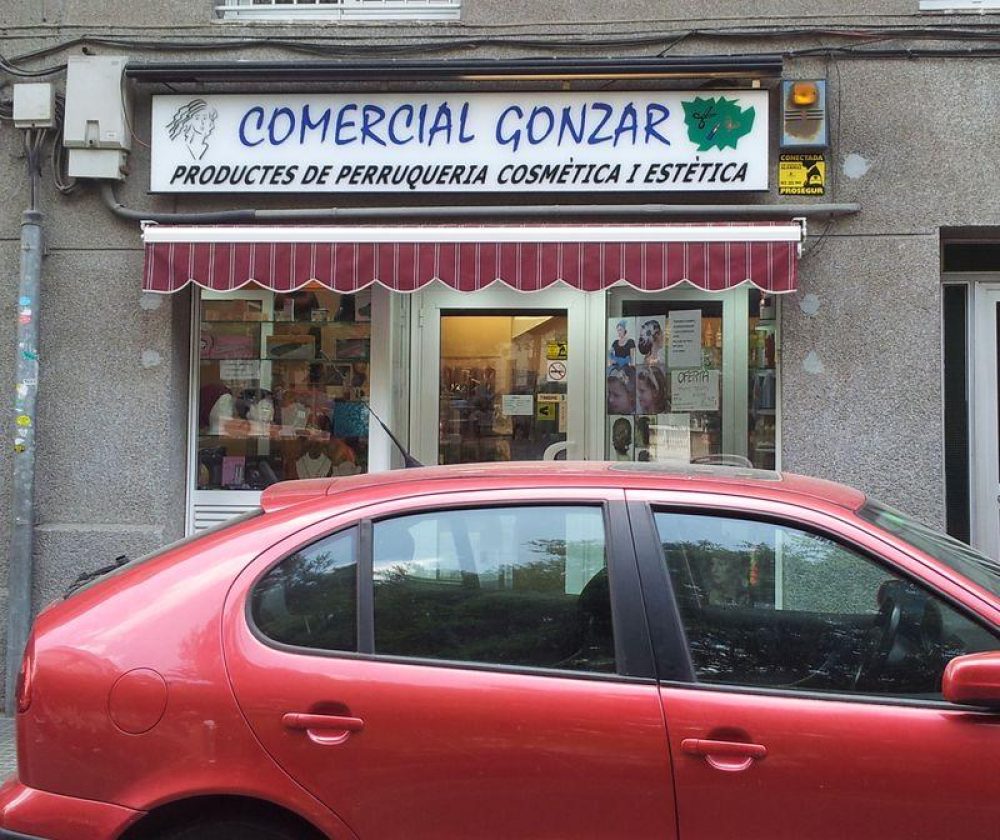 COMERCIAL GONZAR
PRODUCTES DE PERRUQUERIA COSMÈTICA I ESTÈTICA
CONECTADA
PROSEGUR
OFERTA